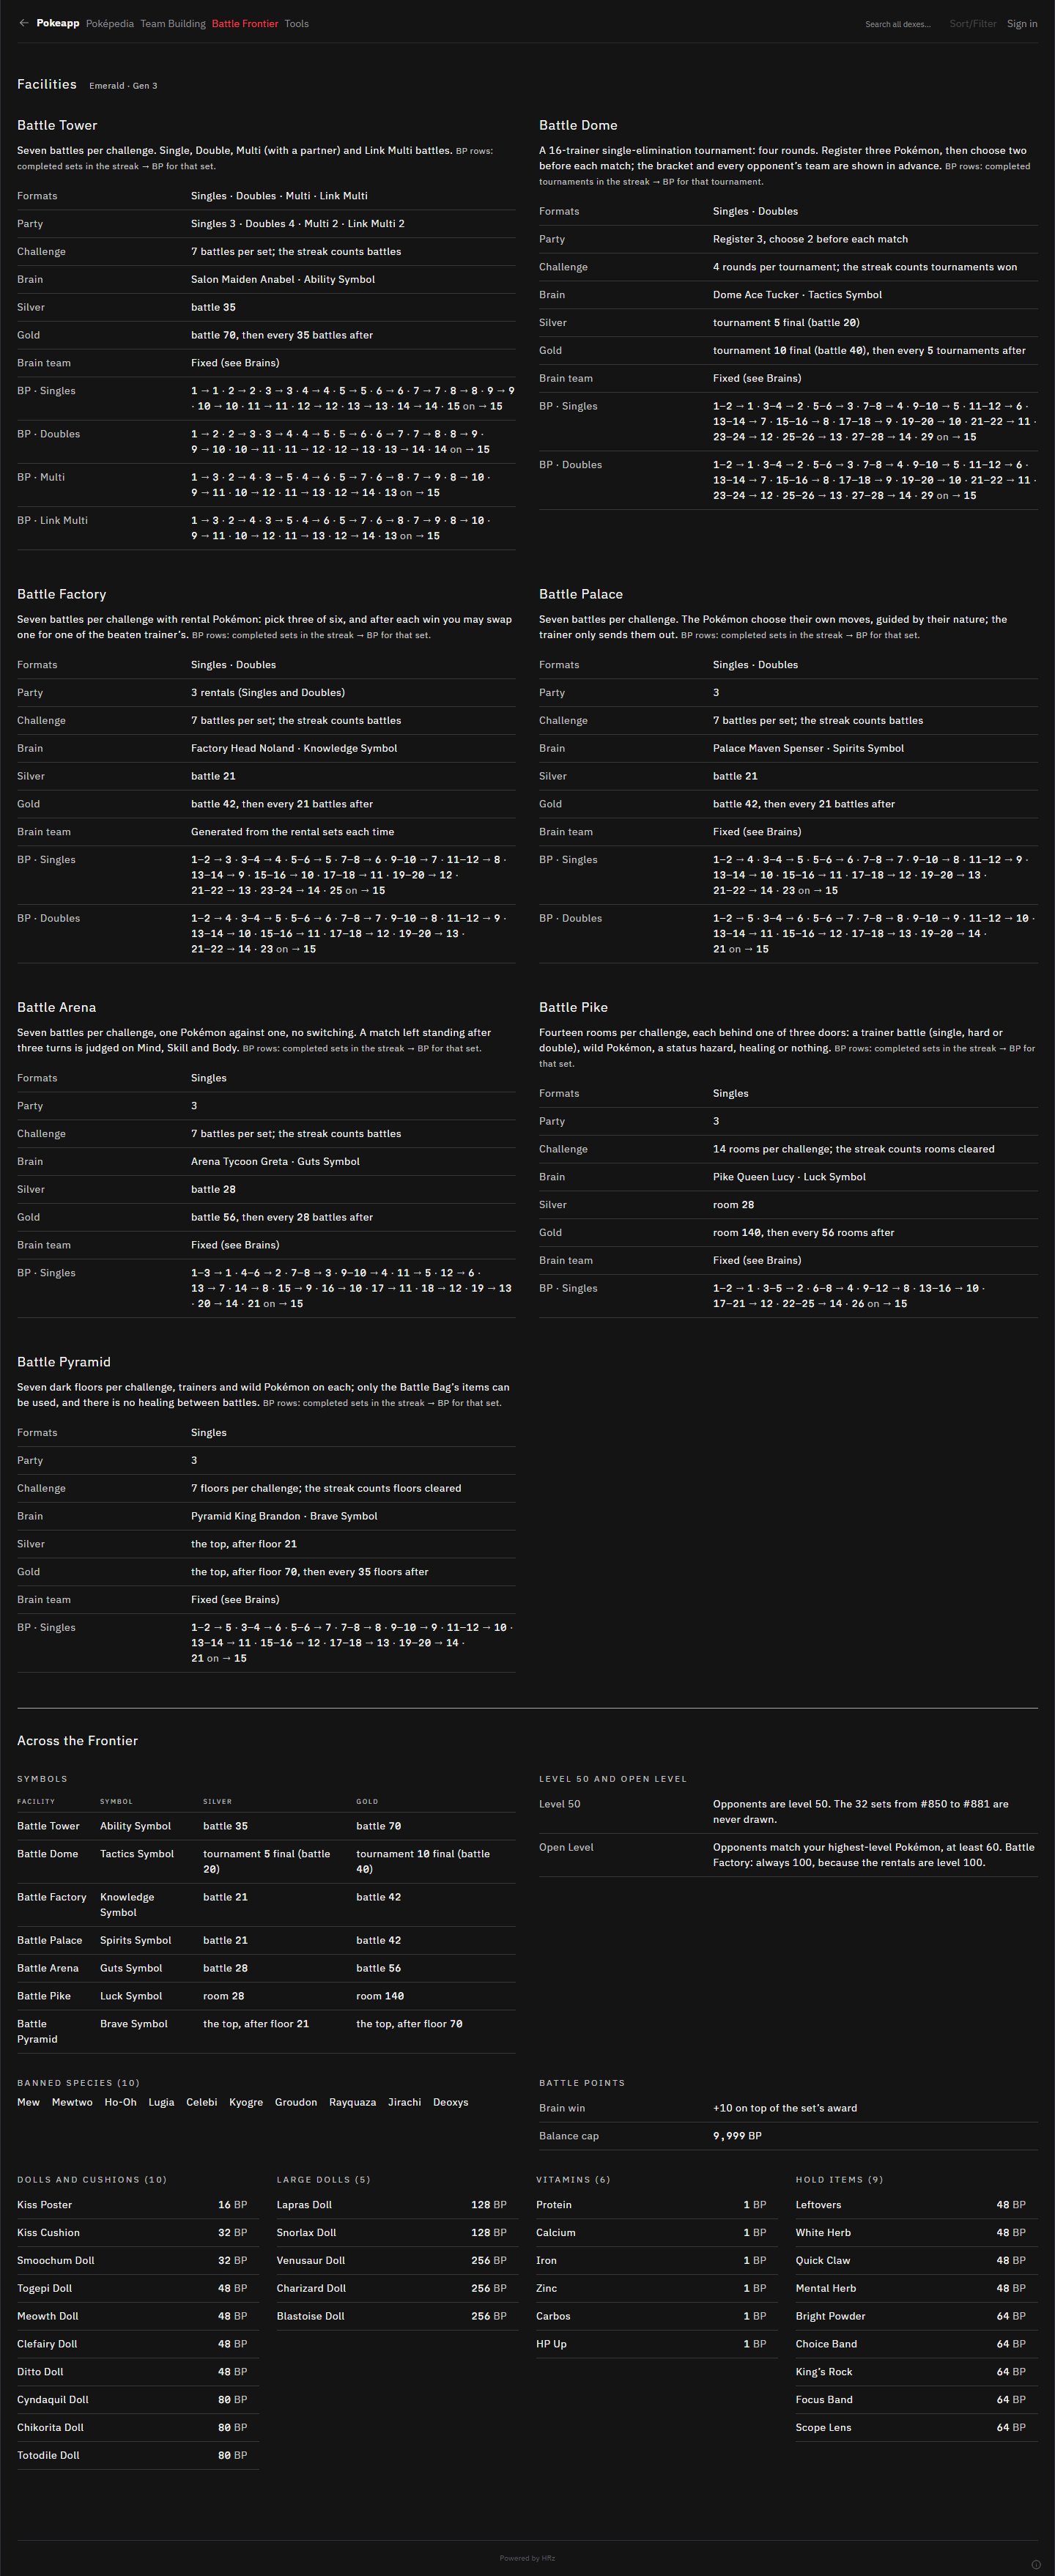 ← Pokeapp Poképedia Team Building Battle Frontier Tools
Search all dexes... Sort/Filter Sign in
Facilities Emerald · Gen 3
Battle Tower
Seven battles per challenge. Single, Double, Multi (with a partner) and Link Multi battles. BP rows:
completed sets in the streak → BP for that set.
Formats Singles · Doubles · Multi · Link Multi
Party Singles 3 · Doubles 4 · Multi 2 · Link Multi 2
Challenge 7 battles per set; the streak counts battles
Brain Salon Maiden Anabel · Ability Symbol
Silver battle 35
Gold battle 70, then every 35 battles after
Brain team Fixed (see Brains)
BP · Singles 1 → 1 · 2 → 2 · 3 → 3 · 4 → 4 · 5 → 5 · 6 → 6 · 7 → 7 · 8 → 8 · 9 → 9
· 10 → 10 · 11 → 11 · 12 → 12 · 13 → 13 · 14 → 14 · 15 on → 15
BP · Doubles 1 → 2 · 2 → 3 · 3 → 4 · 4 → 5 · 5 → 6 · 6 → 7 · 7 → 8 · 8 → 9 ·
9 → 10 · 10 → 11 · 11 → 12 · 12 → 13 · 13 → 14 · 14 on → 15
BP · Multi 1 → 3 · 2 → 4 · 3 → 5 · 4 → 6 · 5 → 7 · 6 → 8 · 7 → 9 · 8 → 10 ·
9 → 11 · 10 → 12 · 11 → 13 · 12 → 14 · 13 on → 15
BP · Link Multi 1 → 3 · 2 → 4 · 3 → 5 · 4 → 6 · 5 → 7 · 6 → 8 · 7 → 9 · 8 → 10 ·
9 → 11 · 10 → 12 · 11 → 13 · 12 → 14 · 13 on → 15
Battle Dome
A 16-trainer single-elimination tournament: four rounds. Register three Pokémon, then choose two
before each match; the bracket and every opponent's team are shown in advance. BP rows: completed
tournaments in the streak → BP for that tournament.
Formats Singles · Doubles
Party Register 3, choose 2 before each match
Challenge 4 rounds per tournament; the streak counts tournaments won
Brain Dome Ace Tucker · Tactics Symbol
Silver tournament 5 final (battle 20)
Gold tournament 10 final (battle 40), then every 5 tournaments after
Brain team Fixed (see Brains)
BP · Singles 1–2 → 1 · 3–4 → 2 · 5–6 → 3 · 7–8 → 4 · 9–10 → 5 · 11–12 → 6 ·
13–14 → 7 · 15–16 → 8 · 17–18 → 9 · 19–20 → 10 · 21–22 → 11 ·
23–24 → 12 · 25–26 → 13 · 27–28 → 14 · 29 on → 15
BP · Doubles 1–2 → 1 · 3–4 → 2 · 5–6 → 3 · 7–8 → 4 · 9–10 → 5 · 11–12 → 6 ·
13–14 → 7 · 15–16 → 8 · 17–18 → 9 · 19–20 → 10 · 21–22 → 11 ·
23–24 → 12 · 25–26 → 13 · 27–28 → 14 · 29 on → 15
Battle Factory
Seven battles per challenge with rental Pokémon: pick three of six, and after each win you may swap
one for one of the beaten trainer's. BP rows: completed sets in the streak → BP for that set.
Formats Singles · Doubles
Party 3 rentals (Singles and Doubles)
Challenge 7 battles per set; the streak counts battles
Brain Factory Head Noland · Knowledge Symbol
Silver battle 21
Gold battle 42, then every 21 battles after
Brain team Generated from the rental sets each time
BP · Singles 1–2 → 3 · 3–4 → 4 · 5–6 → 5 · 7–8 → 6 · 9–10 → 7 · 11–12 → 8 ·
13–14 → 9 · 15–16 → 10 · 17–18 → 11 · 19–20 → 12 ·
21–22 → 13 · 23–24 → 14 · 25 on → 15
BP · Doubles 1–2 → 4 · 3–4 → 5 · 5–6 → 6 · 7–8 → 7 · 9–10 → 8 · 11–12 → 9 ·
13–14 → 10 · 15–16 → 11 · 17–18 → 12 · 19–20 → 13 ·
21–22 → 14 · 23 on → 15
Battle Palace
Seven battles per challenge. The Pokémon choose their own moves, guided by their nature; the
trainer only sends them out. BP rows: completed sets in the streak → BP for that set.
Formats Singles · Doubles
Party 3
Challenge 7 battles per set; the streak counts battles
Brain Palace Maven Spenser · Spirits Symbol
Silver battle 21
Gold battle 42, then every 21 battles after
Brain team Fixed (see Brains)
BP · Singles 1–2 → 4 · 3–4 → 5 · 5–6 → 6 · 7–8 → 7 · 9–10 → 8 · 11–12 → 9 ·
13–14 → 10 · 15–16 → 11 · 17–18 → 12 · 19–20 → 13 ·
21–22 → 14 · 23 on → 15
BP · Doubles 1–2 → 5 · 3–4 → 6 · 5–6 → 7 · 7–8 → 8 · 9–10 → 9 · 11–12 → 10 ·
13–14 → 11 · 15–16 → 12 · 17–18 → 13 · 19–20 → 14 ·
21 on → 15
Battle Arena
Seven battles per challenge, one Pokémon against one, no switching. A match left standing after
three turns is judged on Mind, Skill and Body. BP rows: completed sets in the streak → BP for that set.
Formats Singles
Party 3
Challenge 7 battles per set; the streak counts battles
Brain Arena Tycoon Greta · Guts Symbol
Silver battle 28
Gold battle 56, then every 28 battles after
Brain team Fixed (see Brains)
BP · Singles 1–3 → 1 · 4–6 → 2 · 7–8 → 3 · 9–10 → 4 · 11 → 5 · 12 → 6 ·
13 → 7 · 14 → 8 · 15 → 9 · 16 → 10 · 17 → 11 · 18 → 12 · 19 → 13
· 20 → 14 · 21 on → 15
Battle Pike
Fourteen rooms per challenge, each behind one of three doors: a trainer battle (single, hard or
double), wild Pokémon, a status hazard, healing or nothing. BP rows: completed sets in the streak → BP for
that set.
Formats Singles
Party 3
Challenge 14 rooms per challenge; the streak counts rooms cleared
Brain Pike Queen Lucy · Luck Symbol
Silver room 28
Gold room 140, then every 56 rooms after
Brain team Fixed (see Brains)
BP · Singles 1–2 → 1 · 3–5 → 2 · 6–8 → 4 · 9–12 → 8 · 13–16 → 10 ·
17–21 → 12 · 22–25 → 14 · 26 on → 15
Battle Pyramid
Seven dark floors per challenge, trainers and wild Pokémon on each; only the Battle Bag's items can
be used, and there is no healing between battles. BP rows: completed sets in the streak → BP for that set.
Formats Singles
Party 3
Challenge 7 floors per challenge; the streak counts floors cleared
Brain Pyramid King Brandon · Brave Symbol
Silver the top, after floor 21
Gold the top, after floor 70, then every 35 floors after
Brain team Fixed (see Brains)
BP · Singles 1–2 → 5 · 3–4 → 6 · 5–6 → 7 · 7–8 → 8 · 9–10 → 9 · 11–12 → 10 ·
13–14 → 11 · 15–16 → 12 · 17–18 → 13 · 19–20 → 14 ·
21 on → 15
Across the Frontier
SYMBOLS
FACILITY SYMBOL SILVER GOLD
Battle Tower Ability Symbol battle 35 battle 70
Battle Dome Tactics Symbol tournament 5 final (battle tournament 10 final (battle
20) 40)
Battle Factory Knowledge battle 21 battle 42
Symbol
Battle Palace Spirits Symbol battle 21 battle 42
Battle Arena Guts Symbol battle 28 battle 56
Battle Pike Luck Symbol room 28 room 140
Battle Brave Symbol the top, after floor 21 the top, after floor 70
Pyramid
LEVEL 50 AND OPEN LEVEL
Level 50 Opponents are level 50. The 32 sets from #850 to #881 are
never drawn.
Open Level Opponents match your highest-level Pokémon, at least 60. Battle
Factory: always 100, because the rentals are level 100.
BANNED SPECIES (10)
Mew Mewtwo Ho-Oh Lugia Celebi Kyogre Groudon Rayquaza Jirachi Deoxys
BATTLE POINTS
Brain win +10 on top of the set's award
Balance cap 9,999 BP
DOLLS AND CUSHIONS (10)
Kiss Poster 16 BP
Kiss Cushion 32 BP
Smoochum Doll 32 BP
Togepi Doll 48 BP
Meowth Doll 48 BP
Clefairy Doll 48 BP
Ditto Doll 48 BP
Cyndaquil Doll 80 BP
Chikorita Doll 80 BP
Totodile Doll 80 BP
LARGE DOLLS (5)
Lapras Doll 128 BP
Snorlax Doll 128 BP
Venusaur Doll 256 BP
Charizard Doll 256 BP
Blastoise Doll 256 BP
VITAMINS (6)
Protein 1 BP
Calcium 1 BP
Iron 1 BP
Zinc 1 BP
Carbos 1 BP
HP Up 1 BP
HOLD ITEMS (9)
Leftovers 48 BP
White Herb 48 BP
Quick Claw 48 BP
Mental Herb 48 BP
Bright Powder 64 BP
Choice Band 64 BP
King's Rock 64 BP
Focus Band 64 BP
Scope Lens 64 BP
Powered by Hffz